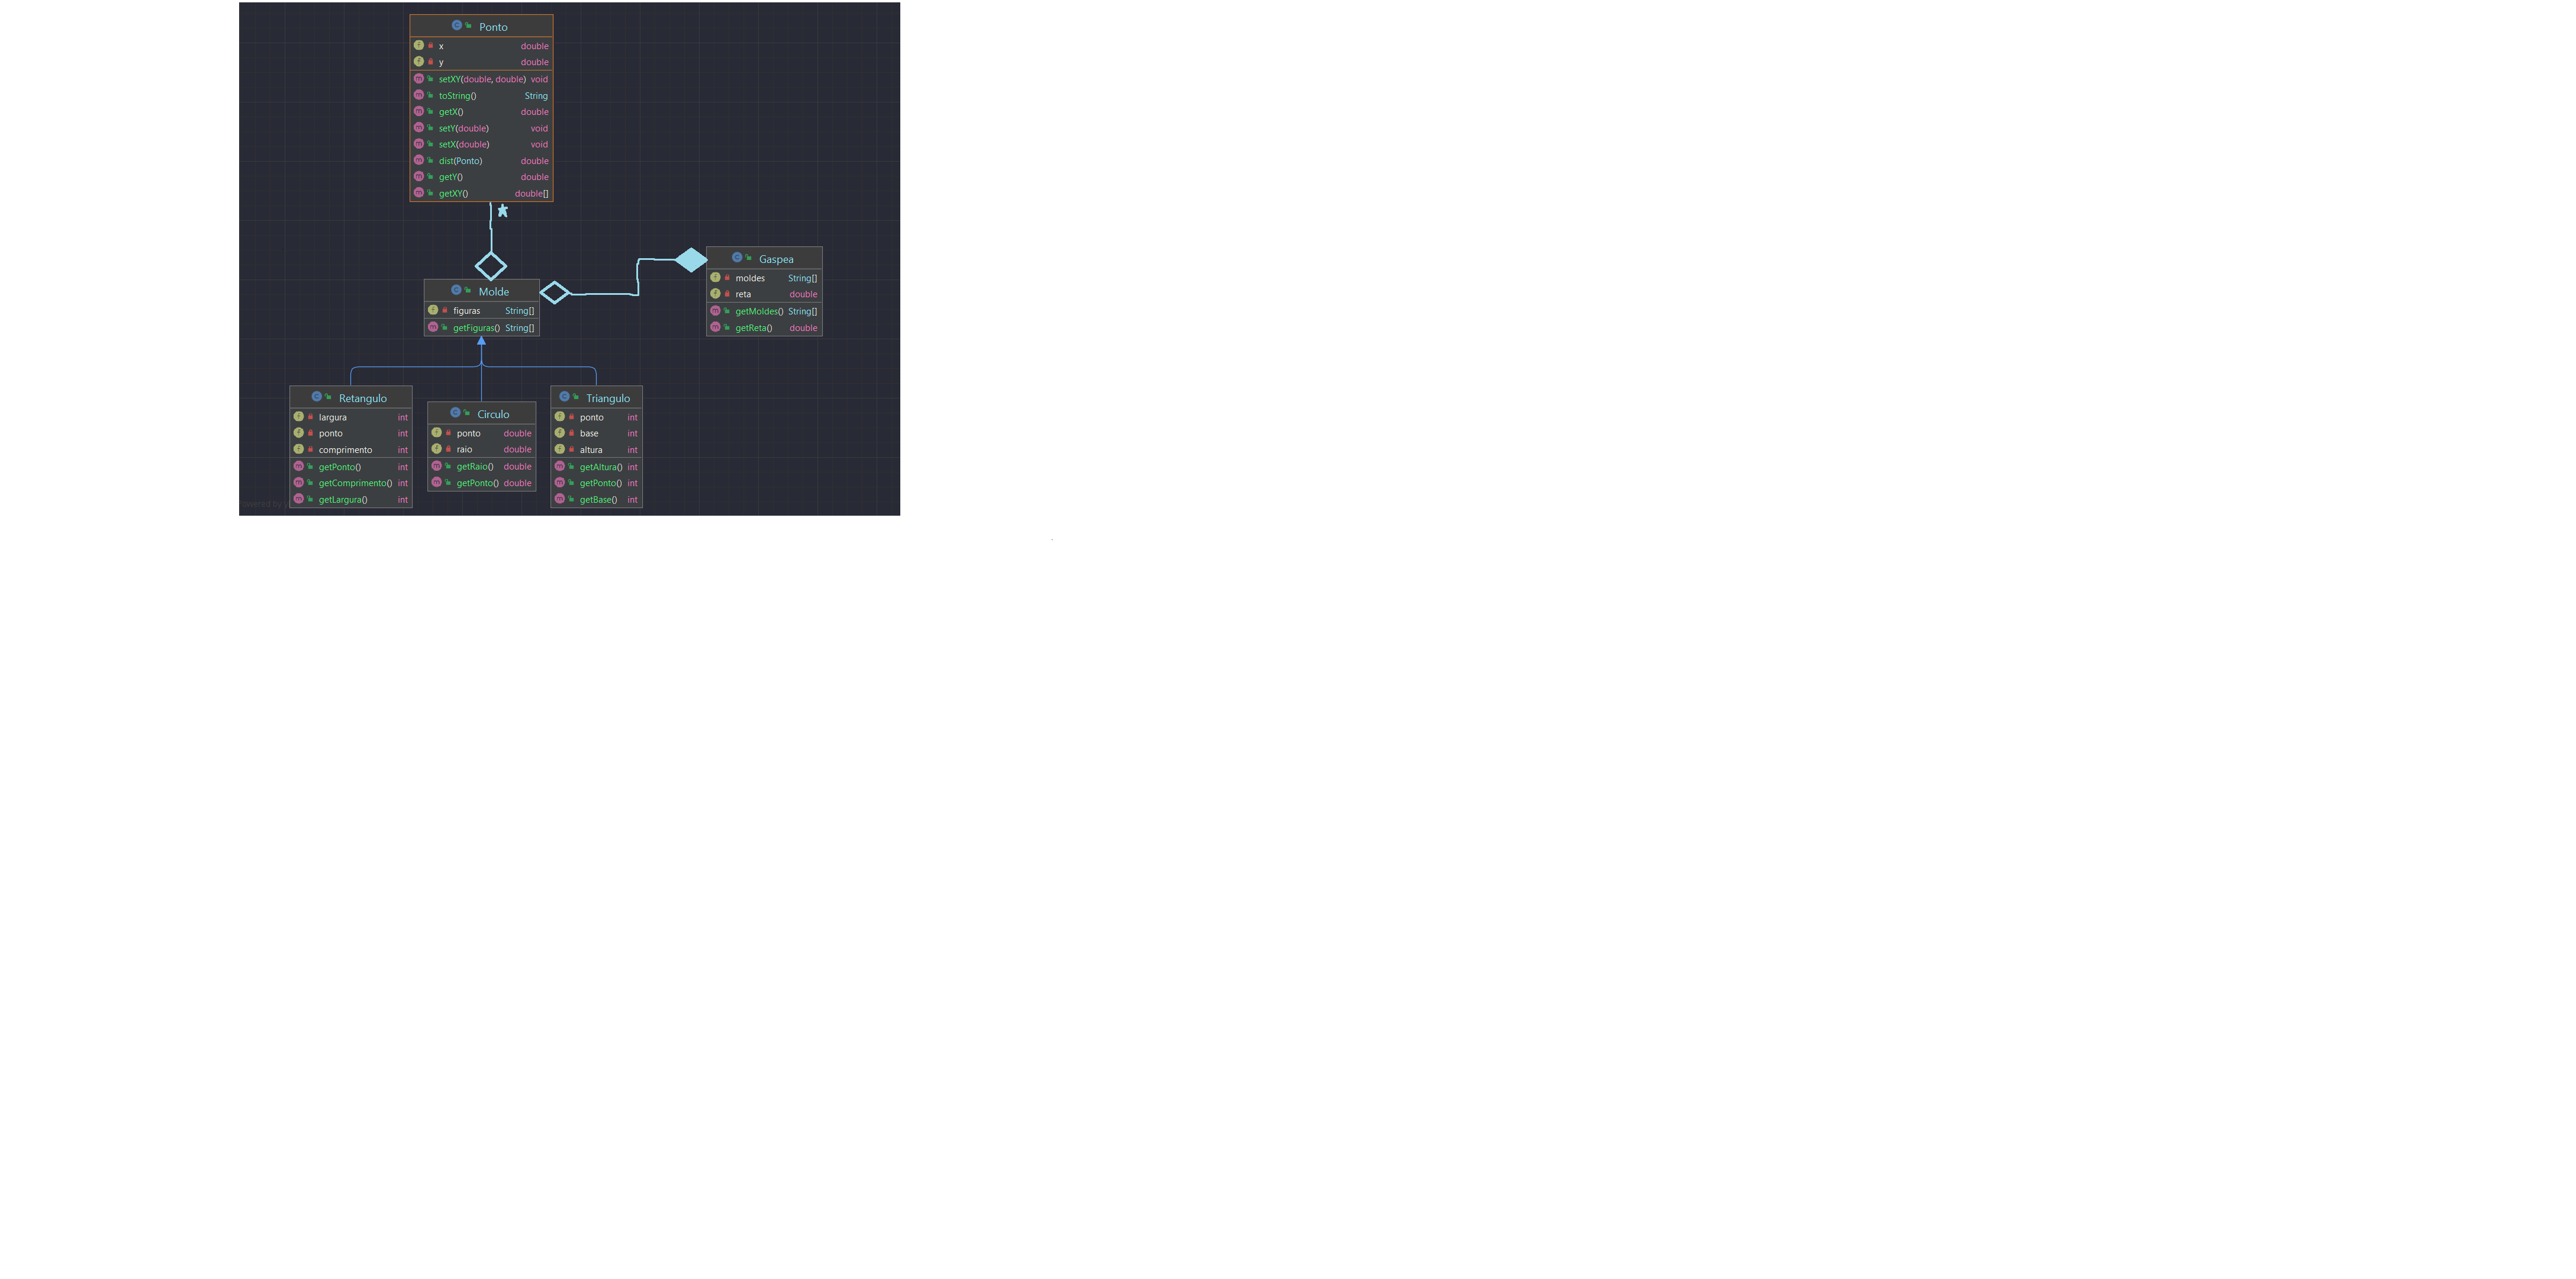 Ponto
x double
y double
setXY(double, double) void
toString() String
getX() double
setY(double) void
setX(double) void
dist(Ponto) double
getY() double
getXY() double[]
*
Molde
figuras String[]
getFiguras() String[]
Gaspea
moldes String[]
reta double
getMoldes() String[]
getReta() double
Retangulo
largura int
ponto int
comprimento int
getPonto() int
getComprimento() int
getLargura() int
Circulo
ponto double
raio double
getRaio() double
getPonto() double
Triangulo
ponto int
base int
altura int
getAltura() int
getPonto() int
getBase() int